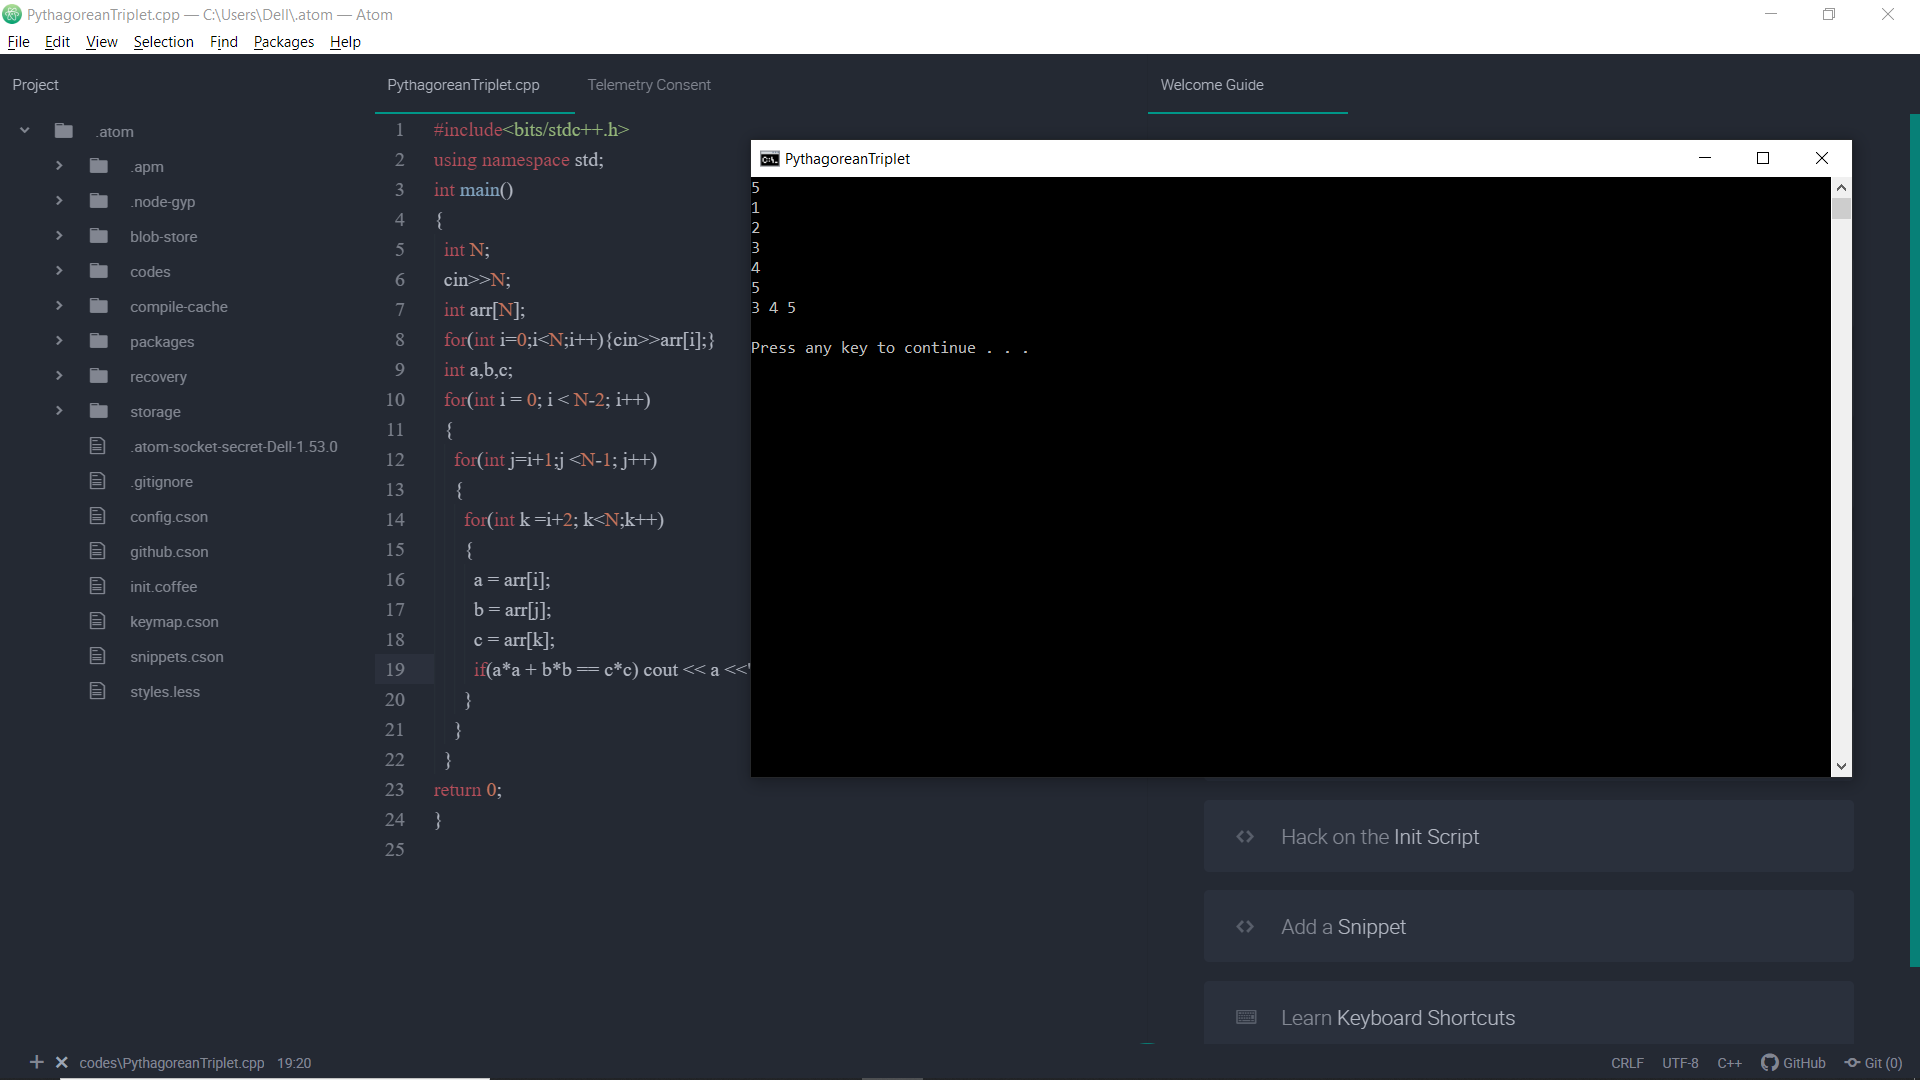 PythagoreanTriplet.cpp — C:\Users\Dell\.atom — Atom
File Edit View Selection Find Packages Help
Project
.atom
.apm
.node-gyp
blob-store
codes
compile-cache
packages
recovery
storage
.atom-socket-secret-Dell-1.53.0
.gitignore
config.cson
github.cson
init.coffee
keymap.cson
snippets.cson
styles.less
PythagoreanTriplet.cpp Telemetry Consent
1 #include<bits/stdc++.h>
2 using namespace std;
3 int main()
4 {
5 int N;
6 cin>>N;
7 int arr[N];
8 for(int i=0;i<N;i++){cin>>arr[i];}
9 int a,b,c;
10 for(int i = 0; i < N-2; i++)
11 {
12 for(int j=i+1;j <N-1; j++)
13 {
14 for(int k =i+2; k<N;k++)
15 {
16 a = arr[i];
17 b = arr[j];
18 c = arr[k];
19 if(a*a + b*b == c*c) cout << a <<"
20 }
21 }
22 }
23 return 0;
24 }
25
Welcome Guide
PythagoreanTriplet
5
1
2
3
4
5
3 4 5
Press any key to continue . . .
Hack on the Init Script
Add a Snippet
Learn Keyboard Shortcuts
codes\PythagoreanTriplet.cpp 19:20
CRLF UTF-8 C++ GitHub Git (0)